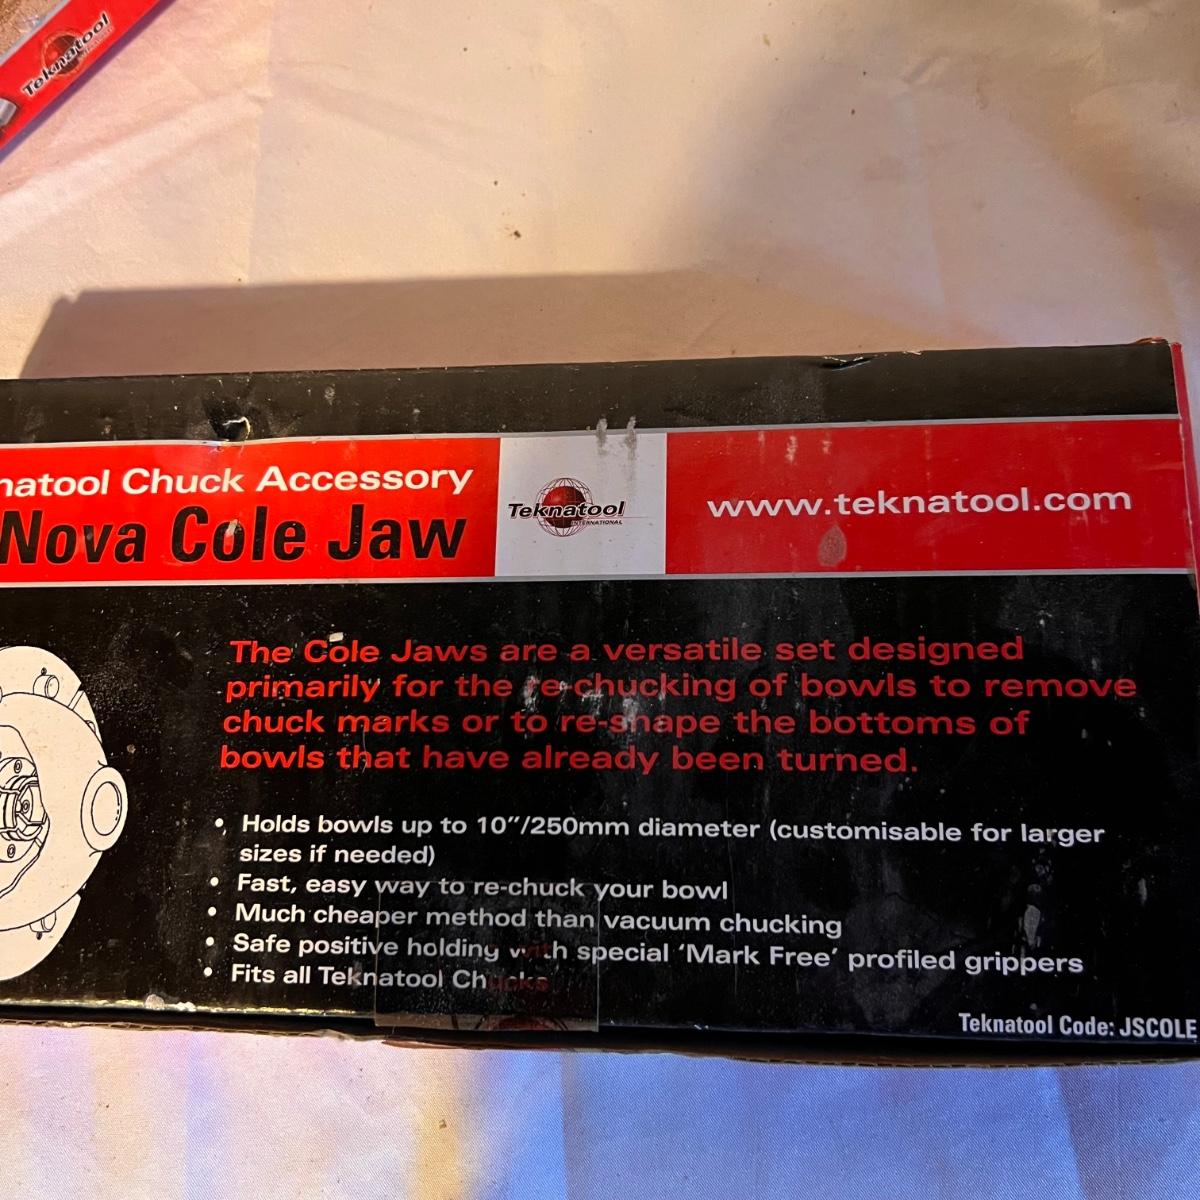 Teknatool
natool Chuck Accessory
Nova Cole Jaw
Teknatool
INTERNATIONAL
www.teknatool.com
The Cole Jaws are a versatile set designed
primarily for the re-chucking of bowls to remove
chuck marks or to re-shape the bottoms of
bowls that have already been turned.
• Holds bowls up to 10"/250mm diameter (customisable for larger
sizes if needed)
• Fast, easy way to re-chuck your bowl
• Much cheaper method than vacuum chucking
• Safe positive holding with special 'Mark Free' profiled grippers
• Fits all Teknatool Chucks
Teknatool Code: JSCOLE